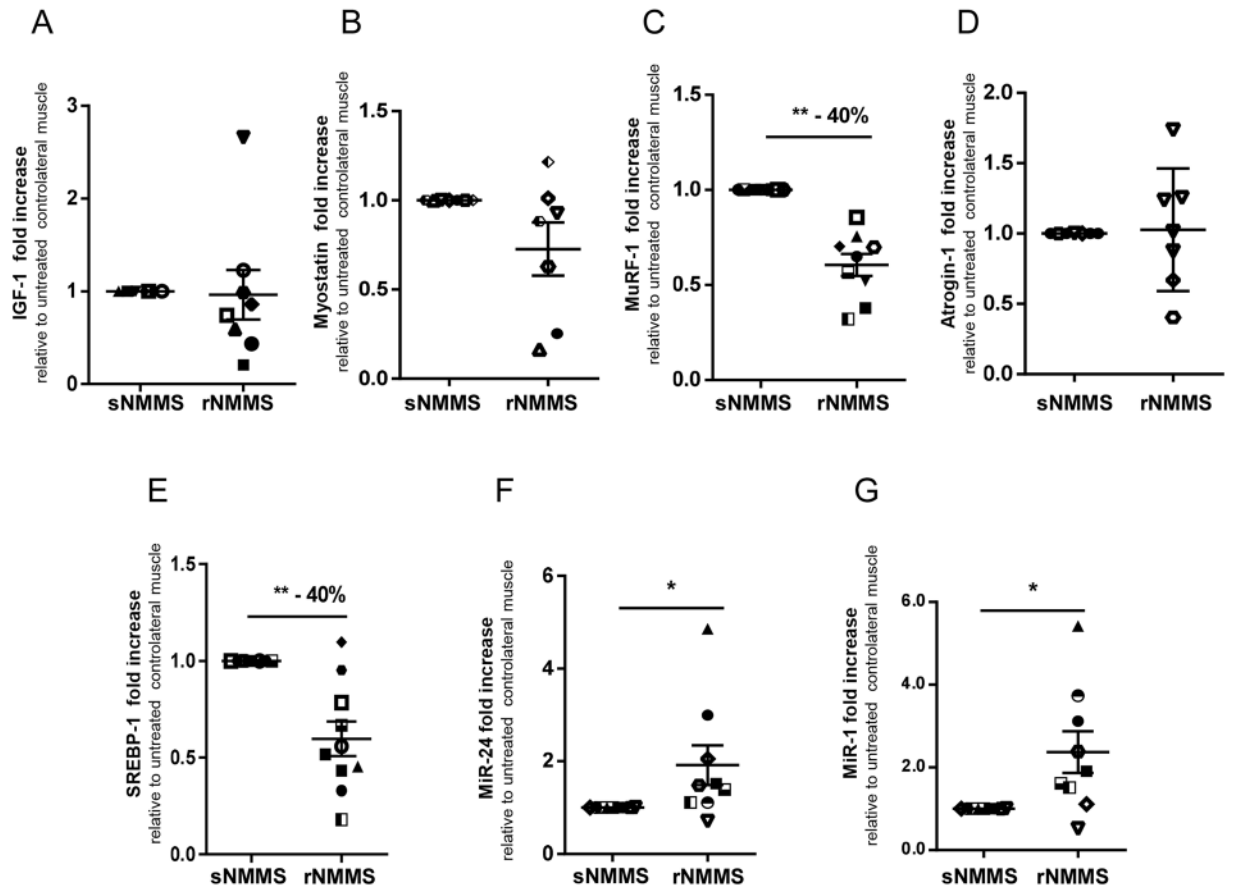 A
IGF-1 fold increase
relative to untreated controlateral muscle
3
2
1
0
sNMMS rNMMS
B
Myostatin fold increase
relative to untreated controlateral muscle
1.5
1.0
0.5
0.0
sNMMS rNMMS
C
MuRF-1 fold increase
relative to untreated controlateral muscle
1.5
1.0
0.5
0.0
** - 40%
sNMMS rNMMS
D
Atrogin-1 fold increase
relative to untreated controlateral muscle
2.0
1.5
1.0
0.5
0.0
sNMMS rNMMS
E
SREBP-1 fold increase
relative to untreated controlateral muscle
1.5
1.0
0.5
0.0
** - 40%
sNMMS rNMMS
F
MiR-24 fold increase
relative to untreated controlateral muscle
6
4
2
0
*
sNMMS rNMMS
G
MiR-1 fold increase
relative to untreated controlateral muscle
6.0
4.0
2.0
0.0
*
sNMMS rNMMS